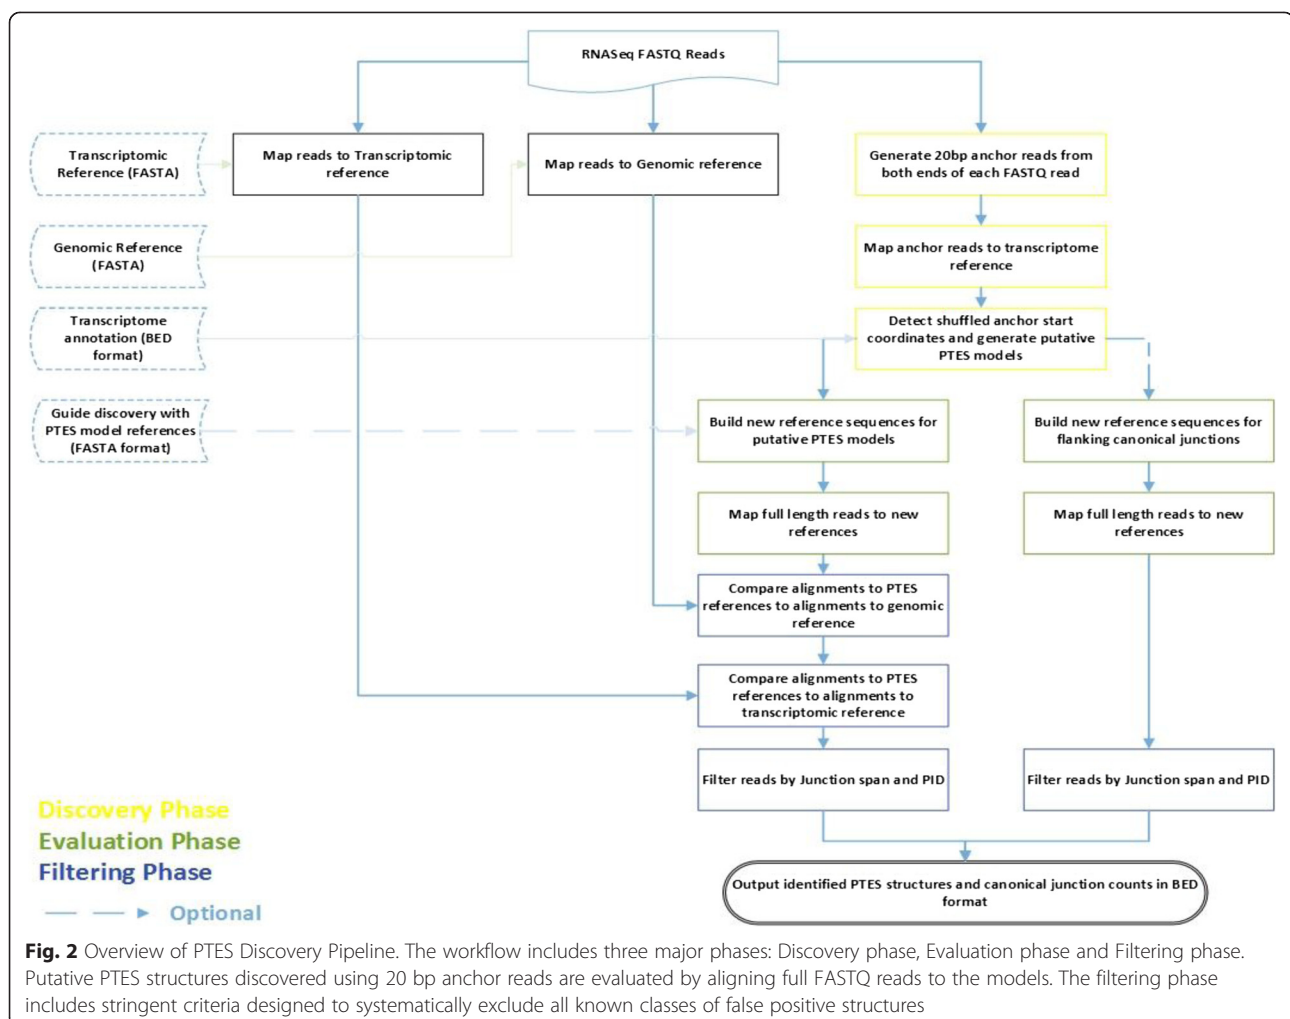 RNASeq FASTQ Reads
Transcriptomic
Reference (FASTA)
Map reads to Transcriptomic
reference
Map reads to Genomic reference
Generate 20bp anchor reads from
both ends of each FASTQ read
Genomic Reference
(FASTA)
Map anchor reads to transcriptome
reference
Transcriptome
annotation (BED
format)
Detect shuffled anchor start
coordinates and generate putative
PTES models
Guide discovery with
PTES model references
(FASTA format)
Build new reference sequences for
putative PTES models
Build new reference sequences for
flanking canonical junctions
Map full length reads to new
references
Map full length reads to new
references
Compare alignments to PTES
references to alignments to genomic
reference
Compare alignments to PTES
references to alignments to
transcriptomic reference
Filter reads by Junction span and PID
Filter reads by Junction span and PID
Discovery Phase
Evaluation Phase
Filtering Phase
Optional
Output identified PTES structures and canonical junction counts in BED
format
Fig. 2 Overview of PTES Discovery Pipeline. The workflow includes three major phases: Discovery phase, Evaluation phase and Filtering phase.
Putative PTES structures discovered using 20 bp anchor reads are evaluated by aligning full FASTQ reads to the models. The filtering phase
includes stringent criteria designed to systematically exclude all known classes of false positive structures